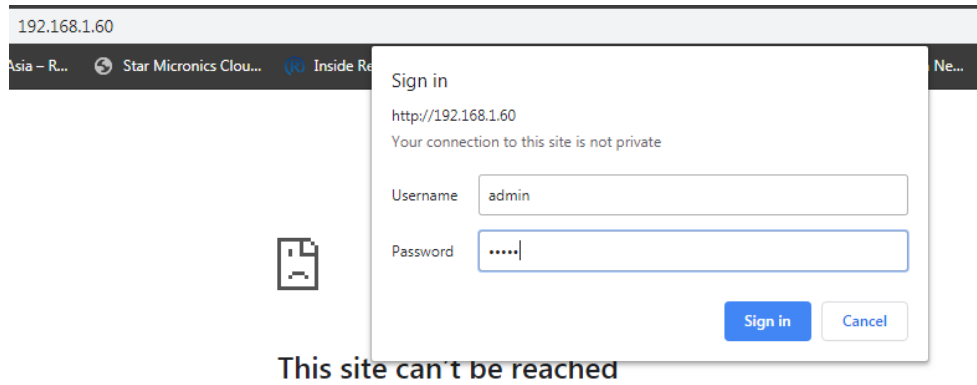 192.168.1.60
Asia – R... Star Micronics Clou... (R) Inside Re Ne...
Sign in
http://192.168.1.60
Your connection to this site is not private
Username admin
Password •••••
Sign in Cancel
This site can't be reached